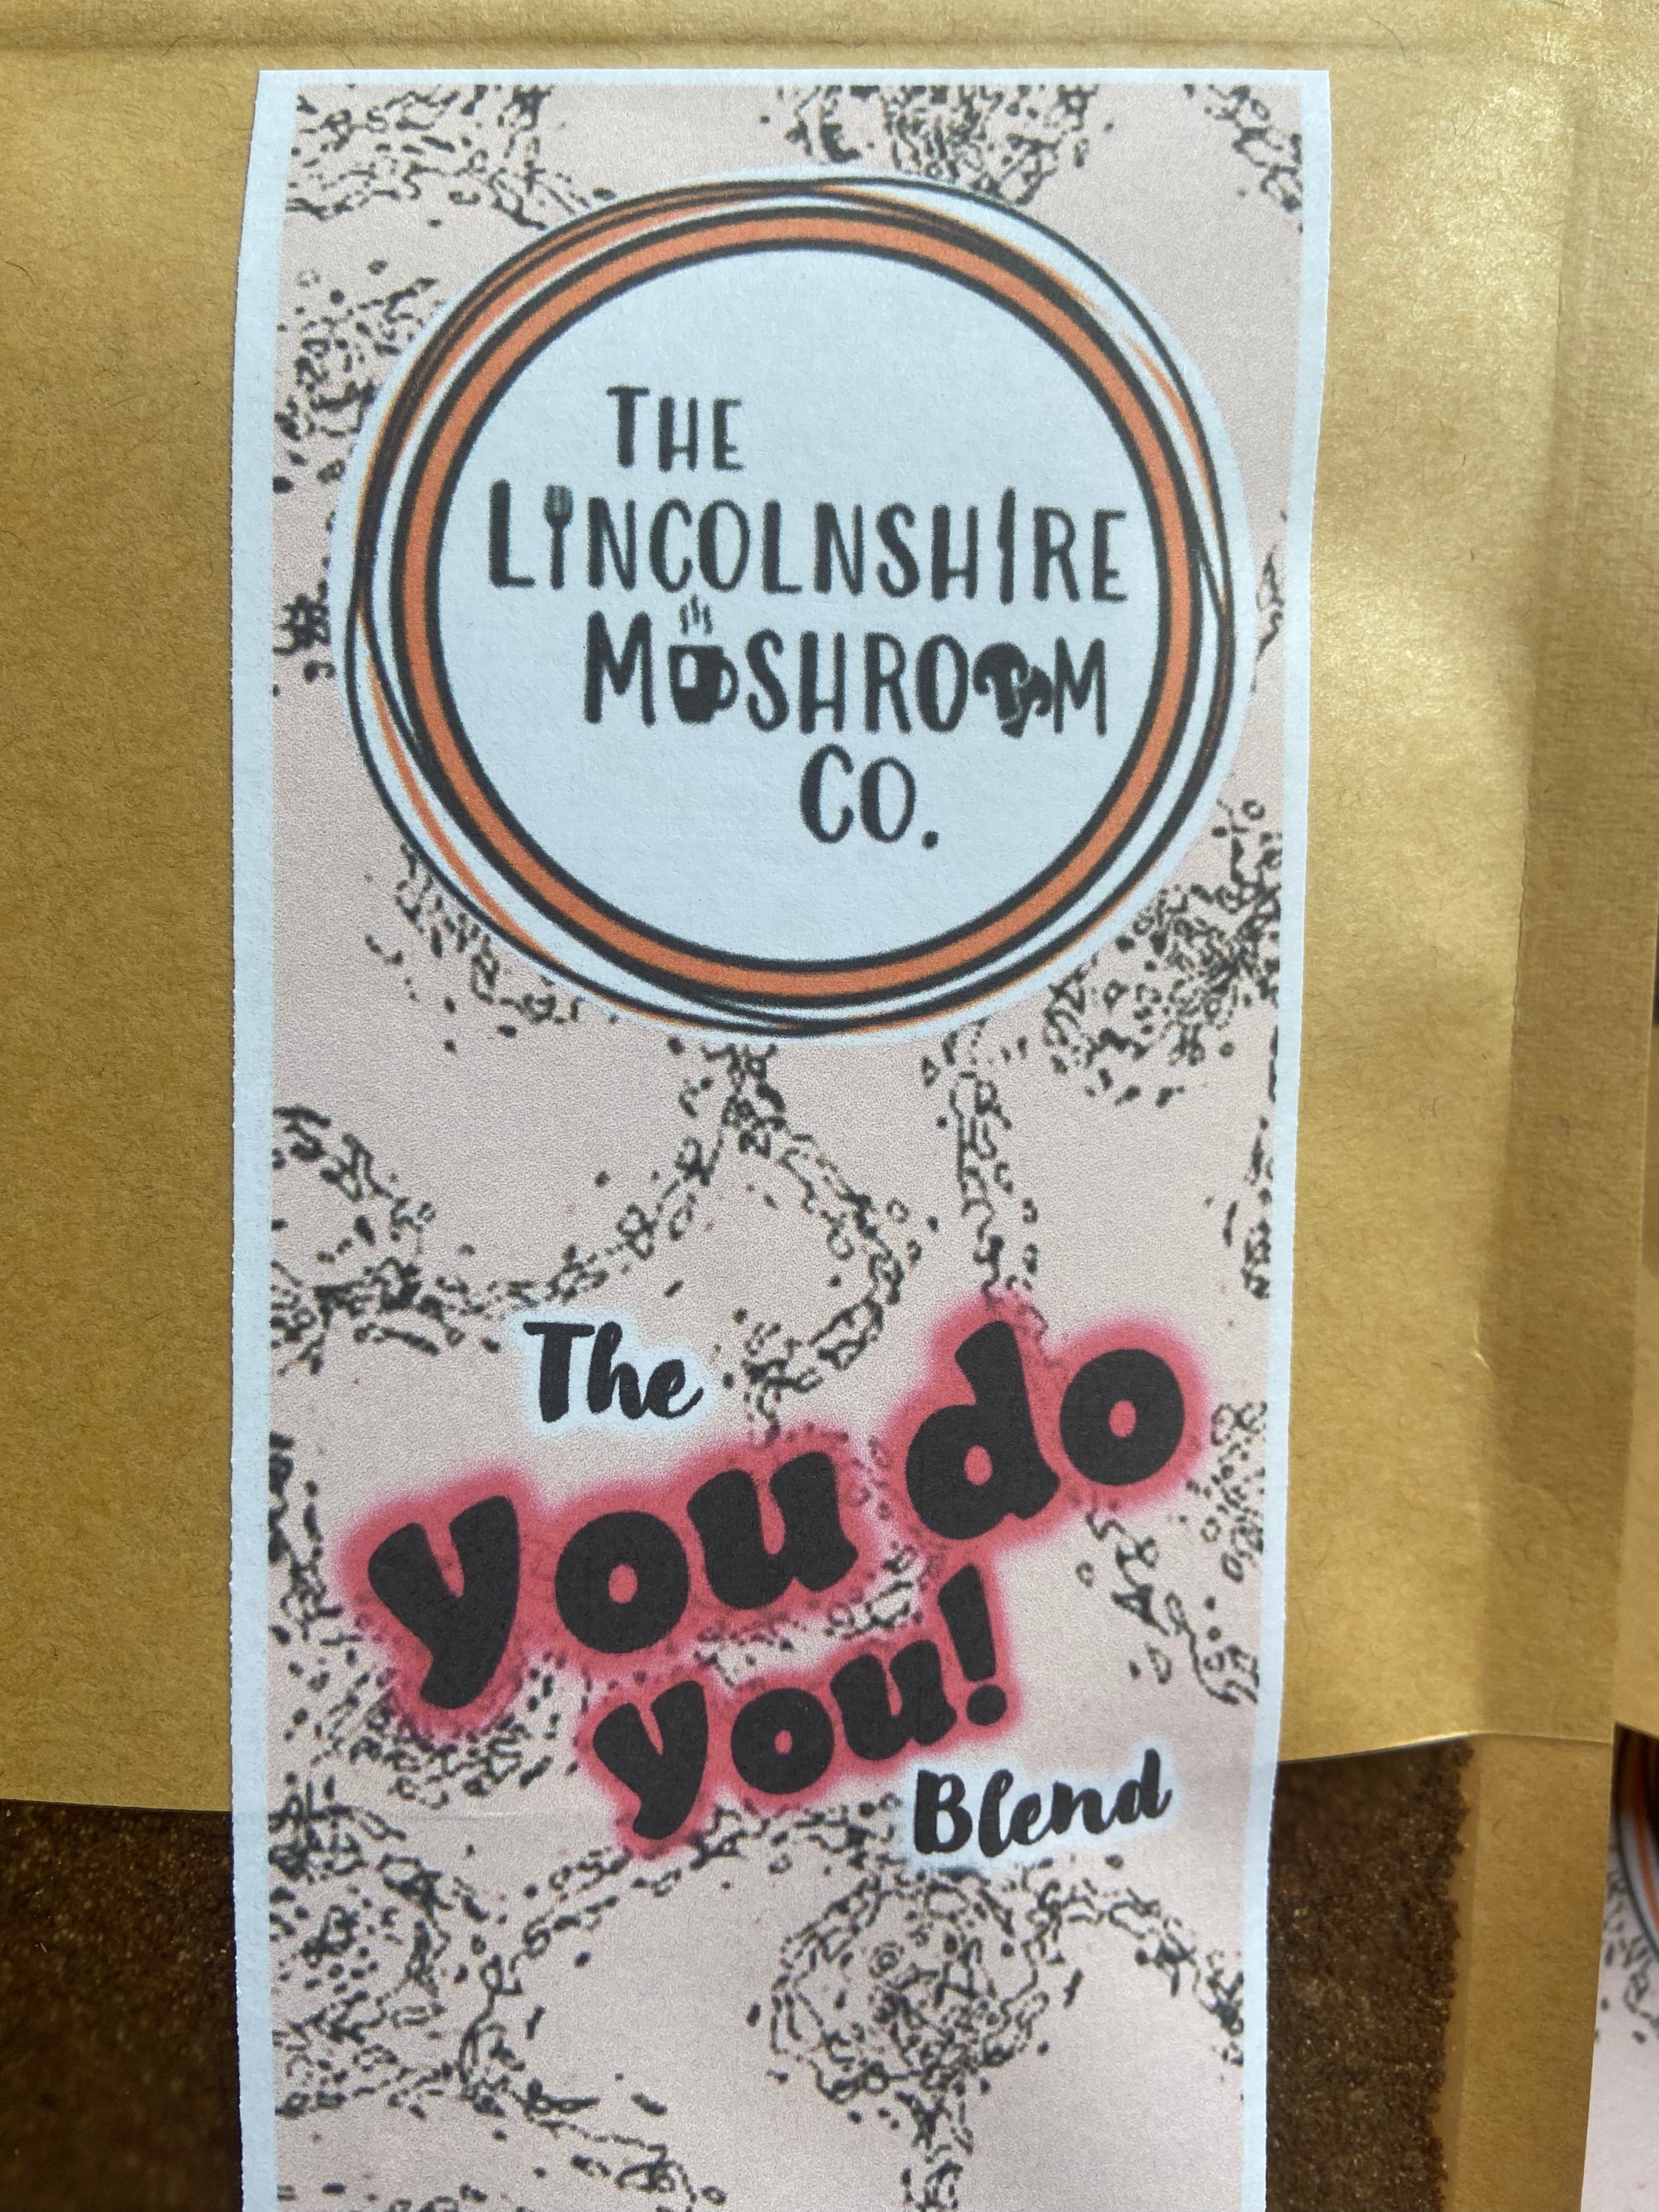 THE
LINCOLNSHIRE
MUSHROOM
CO.
The
you do
you!
Blend